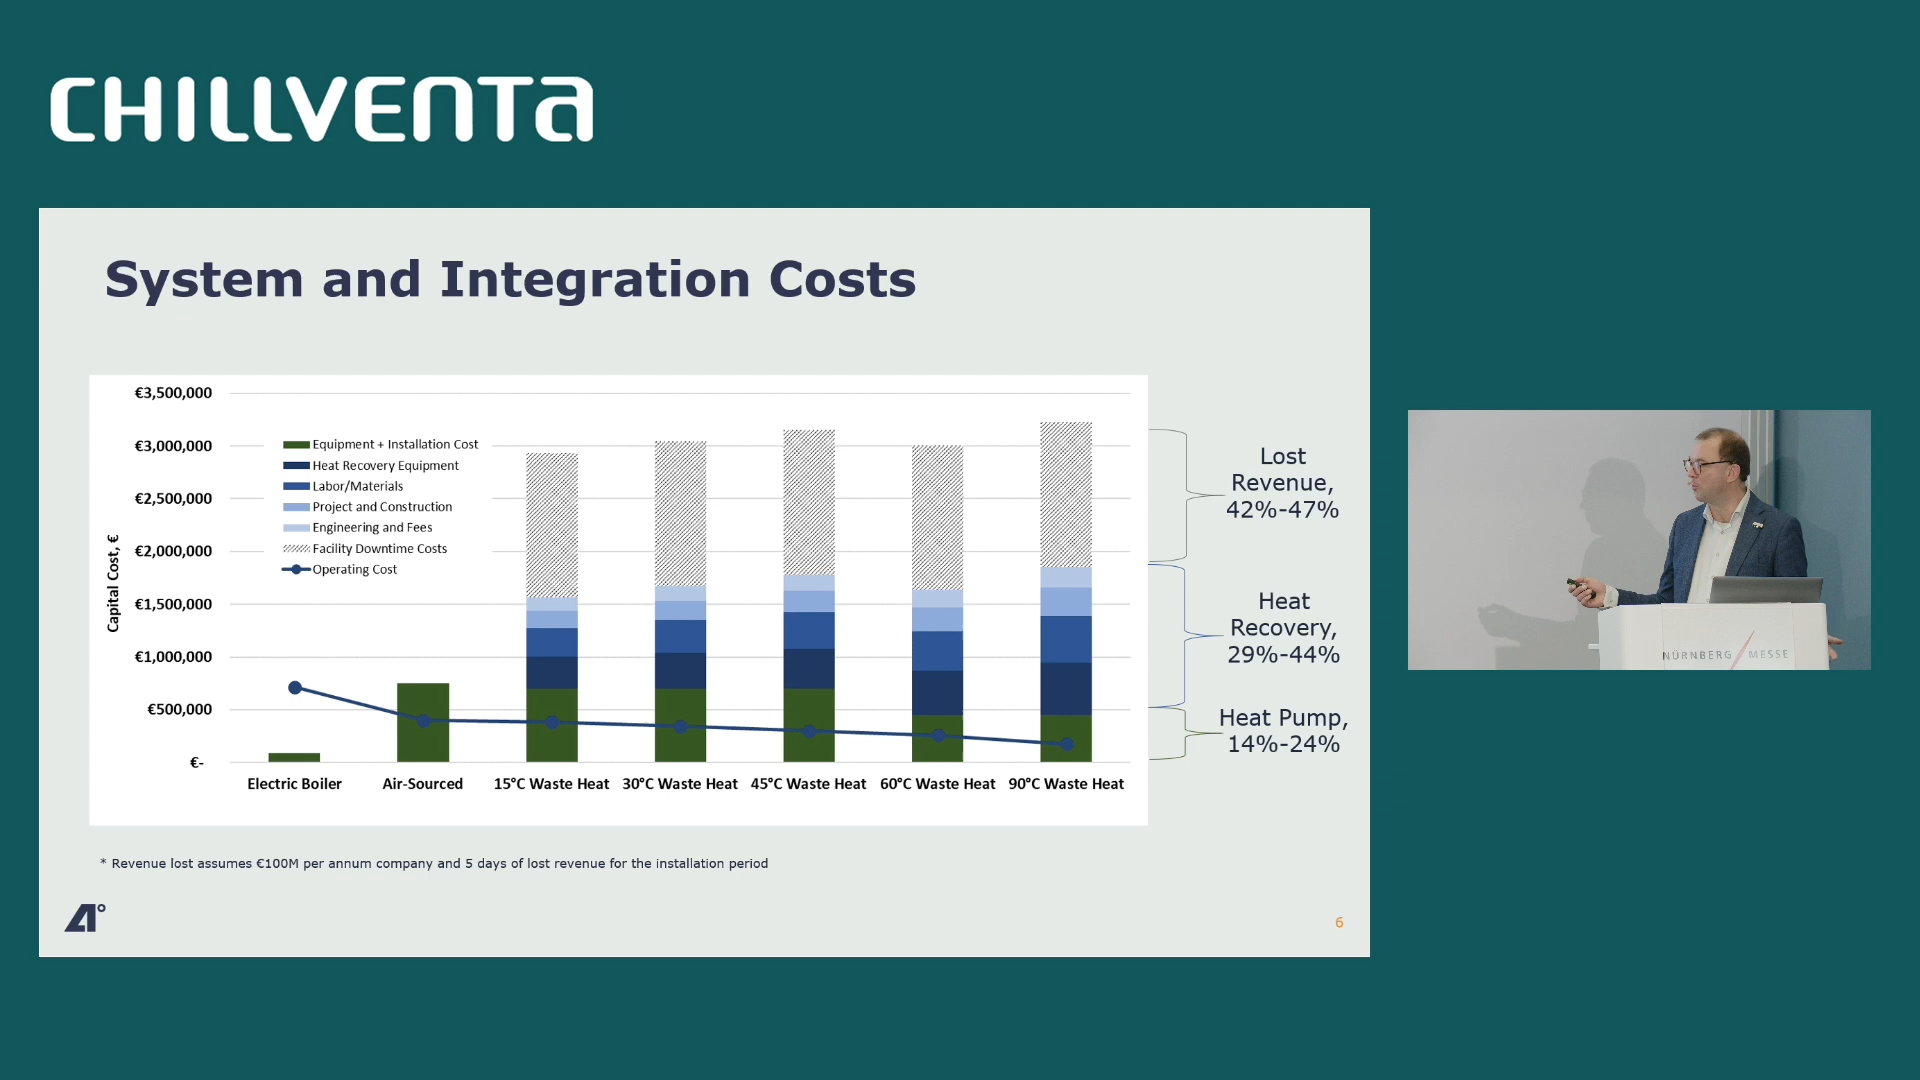 CHILLVENTA
System and Integration Costs
€3,500,000
€3,000,000
€2,500,000
€2,000,000
€1,500,000
€1,000,000
€500,000
€-
Capital Cost, €
Equipment + Installation Cost
Heat Recovery Equipment
Labor/Materials
Project and Construction
Engineering and Fees
Facility Downtime Costs
Operating Cost
Electric Boiler
Air-Sourced
15°C Waste Heat
30°C Waste Heat
45°C Waste Heat
60°C Waste Heat
90°C Waste Heat
Lost
Revenue,
42%-47%
Heat
Recovery,
29%-44%
Heat Pump,
14%-24%
* Revenue lost assumes €100M per annum company and 5 days of lost revenue for the installation period
A°
6
NÜRNBERG MESSE